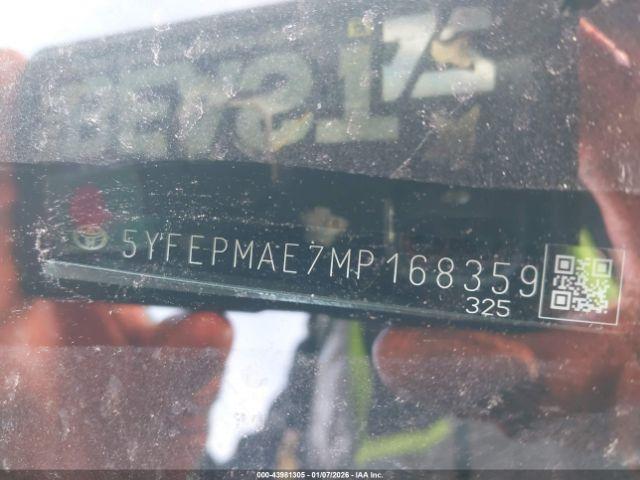 5YFEPMAE7MP168359
325
000-43981305 | 01/07/2026 | IAA Inc.